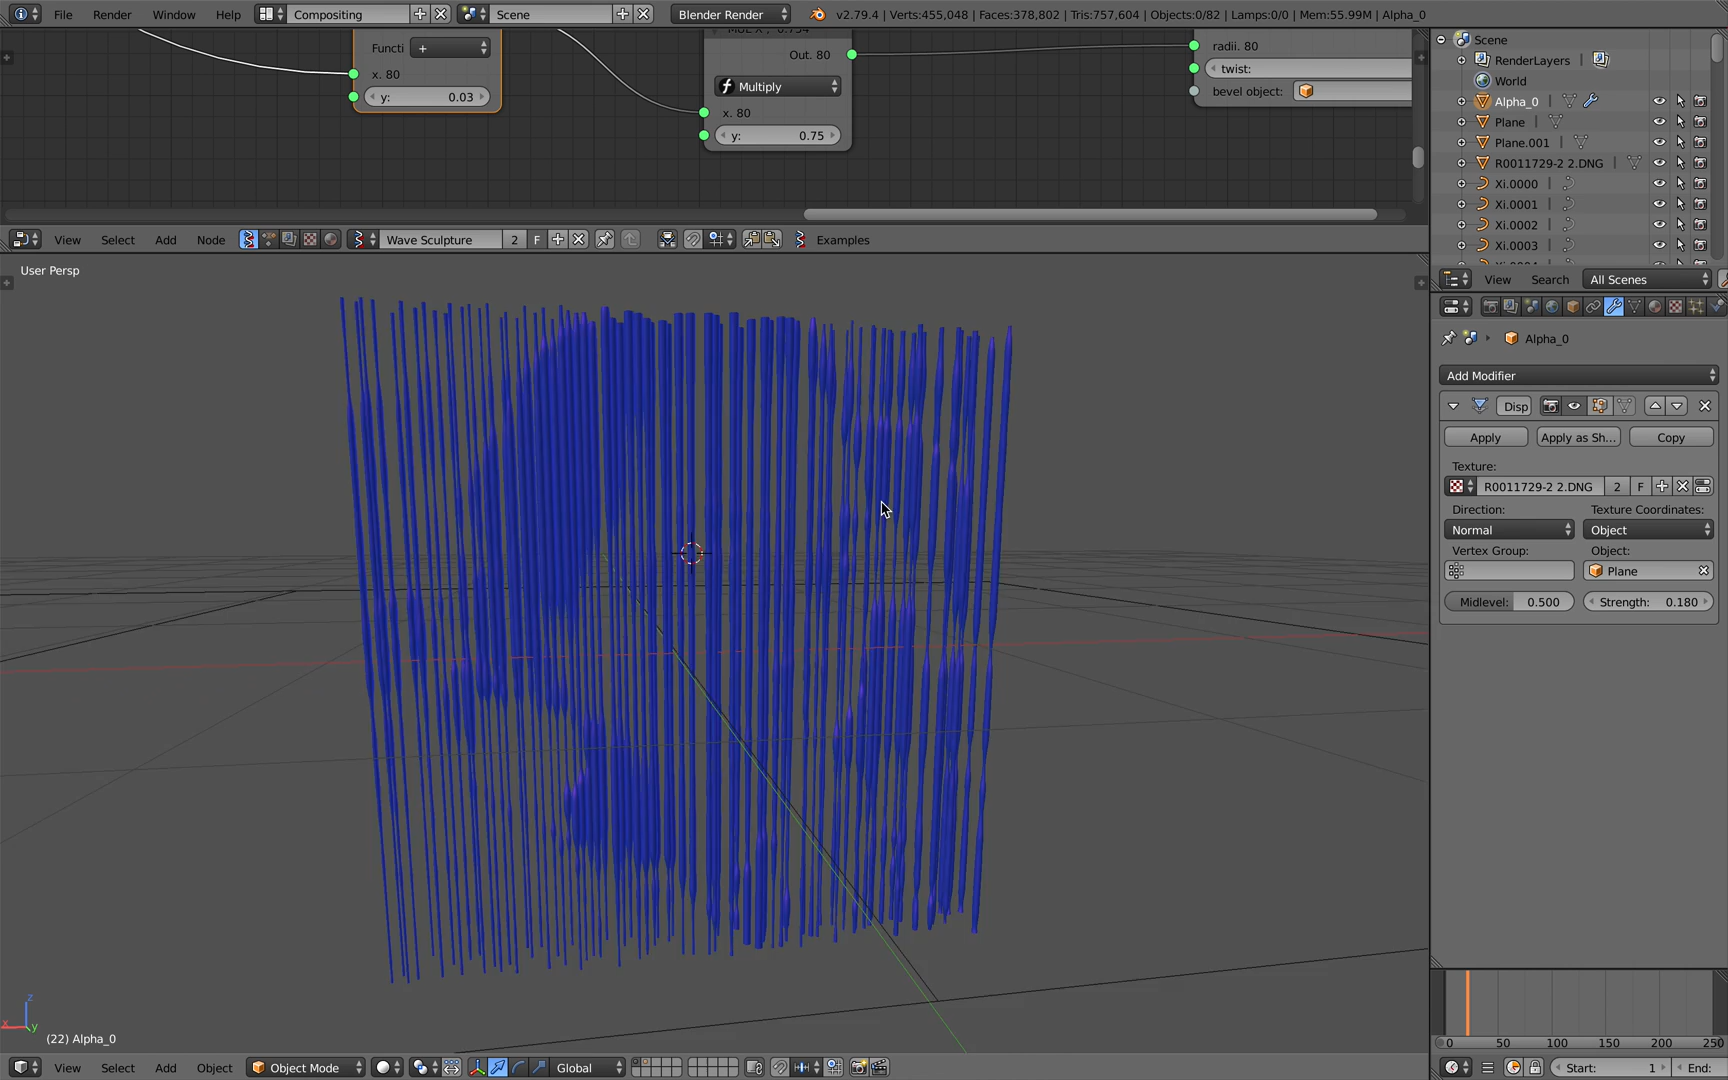 File Render Window Help Compositing Scene Blender Render v2.79.4 | Verts:455,048 | Faces:378,802 | Tris:757,604 | Objects:0/82 | Lamps:0/0 | Mem:55.99M | Alpha_0
Functi +
x. 80
y: 0.03
Out. 80
Multiply
x. 80
y: 0.75
radii. 80
twist:
bevel object:
View Select Add Node Wave Sculpture 2 F Examples
User Persp
(22) Alpha_0
View Select Add Object Object Mode Global
Scene
RenderLayers
World
Alpha_0
Plane
Plane.001
R0011729-2 2.DNG
Xi.0000
Xi.0001
Xi.0002
Xi.0003
View Search All Scenes
Alpha_0
Add Modifier
Disp
Apply Apply as Sh... Copy
Texture:
R0011729-2 2.DNG 2 F
Direction: Texture Coordinates:
Normal Object
Vertex Group: Object:
Plane
Midlevel: 0.500 Strength: 0.180
0 50 100 150 200 250
Start: 1 End:
z
x y